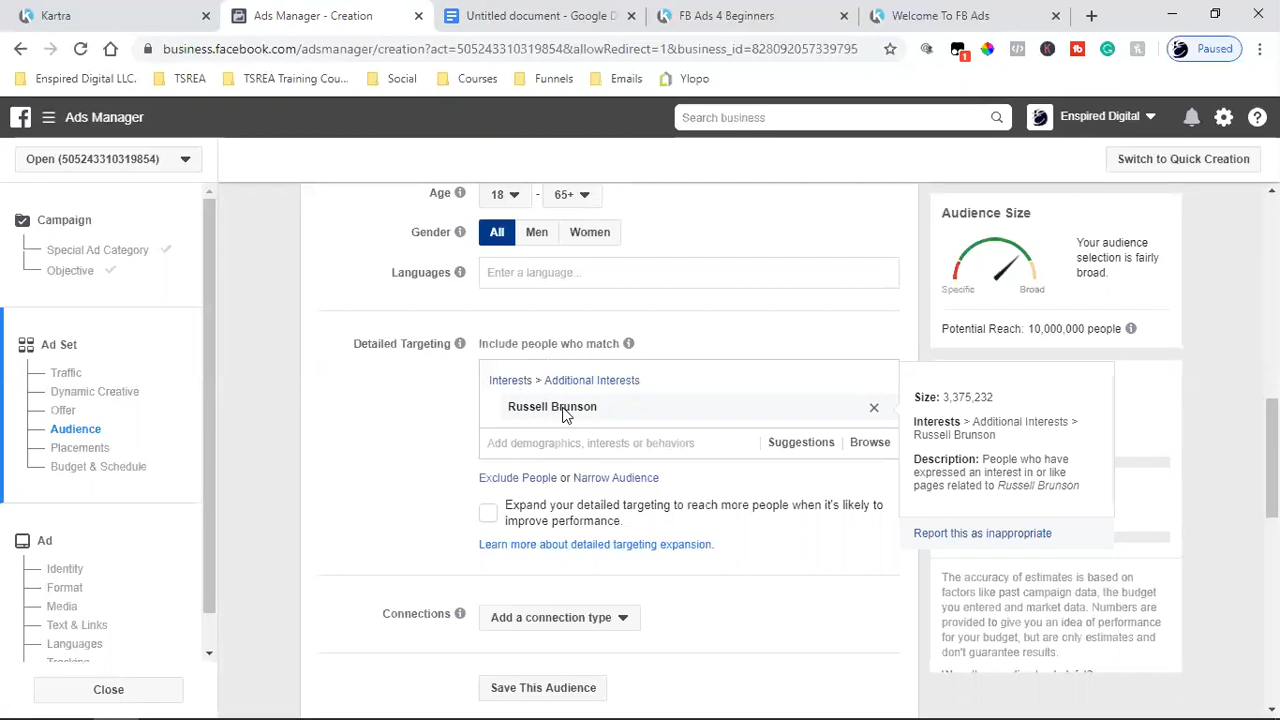 Kartra
Ads Manager - Creation
Untitled document - Google D
FB Ads 4 Beginners
Welcome To FB Ads
business.facebook.com/adsmanager/creation?act=505243310319854&allowRedirect=1&business_id=828092057339795
1
Paused
Enspired Digital LLC.
TSREA
TSREA Training Cou...
Social
Courses
Funnels
Emails
Ylopo
Ads Manager
Search business
Enspired Digital
Open (505243310319854)
Switch to Quick Creation
Campaign
Special Ad Category
Objective
Ad Set
Traffic
Dynamic Creative
Offer
Audience
Placements
Budget & Schedule
Ad
Identity
Format
Media
Text & Links
Languages
Tracking
Close
Age
18
-
65+
Gender
All
Men
Women
Languages
Enter a language...
Detailed Targeting
Include people who match
Interests > Additional Interests
Russell Brunson
Add demographics, interests or behaviors
Suggestions
Browse
Exclude People or Narrow Audience
Expand your detailed targeting to reach more people when it's likely to
improve performance.
Learn more about detailed targeting expansion.
Connections
Add a connection type
Save This Audience
Audience Size
Your audience
selection is fairly
broad.
Specific
Broad
Potential Reach: 10,000,000 people
Size: 3,375,232
Interests > Additional Interests >
Russell Brunson
Description: People who have
expressed an interest in or like
pages related to Russell Brunson
Report this as inappropriate
The accuracy of estimates is based on
factors like past campaign data, the budget
you entered and market data. Numbers are
provided to give you an idea of performance
for your budget, but are only estimates and
don't guarantee results.